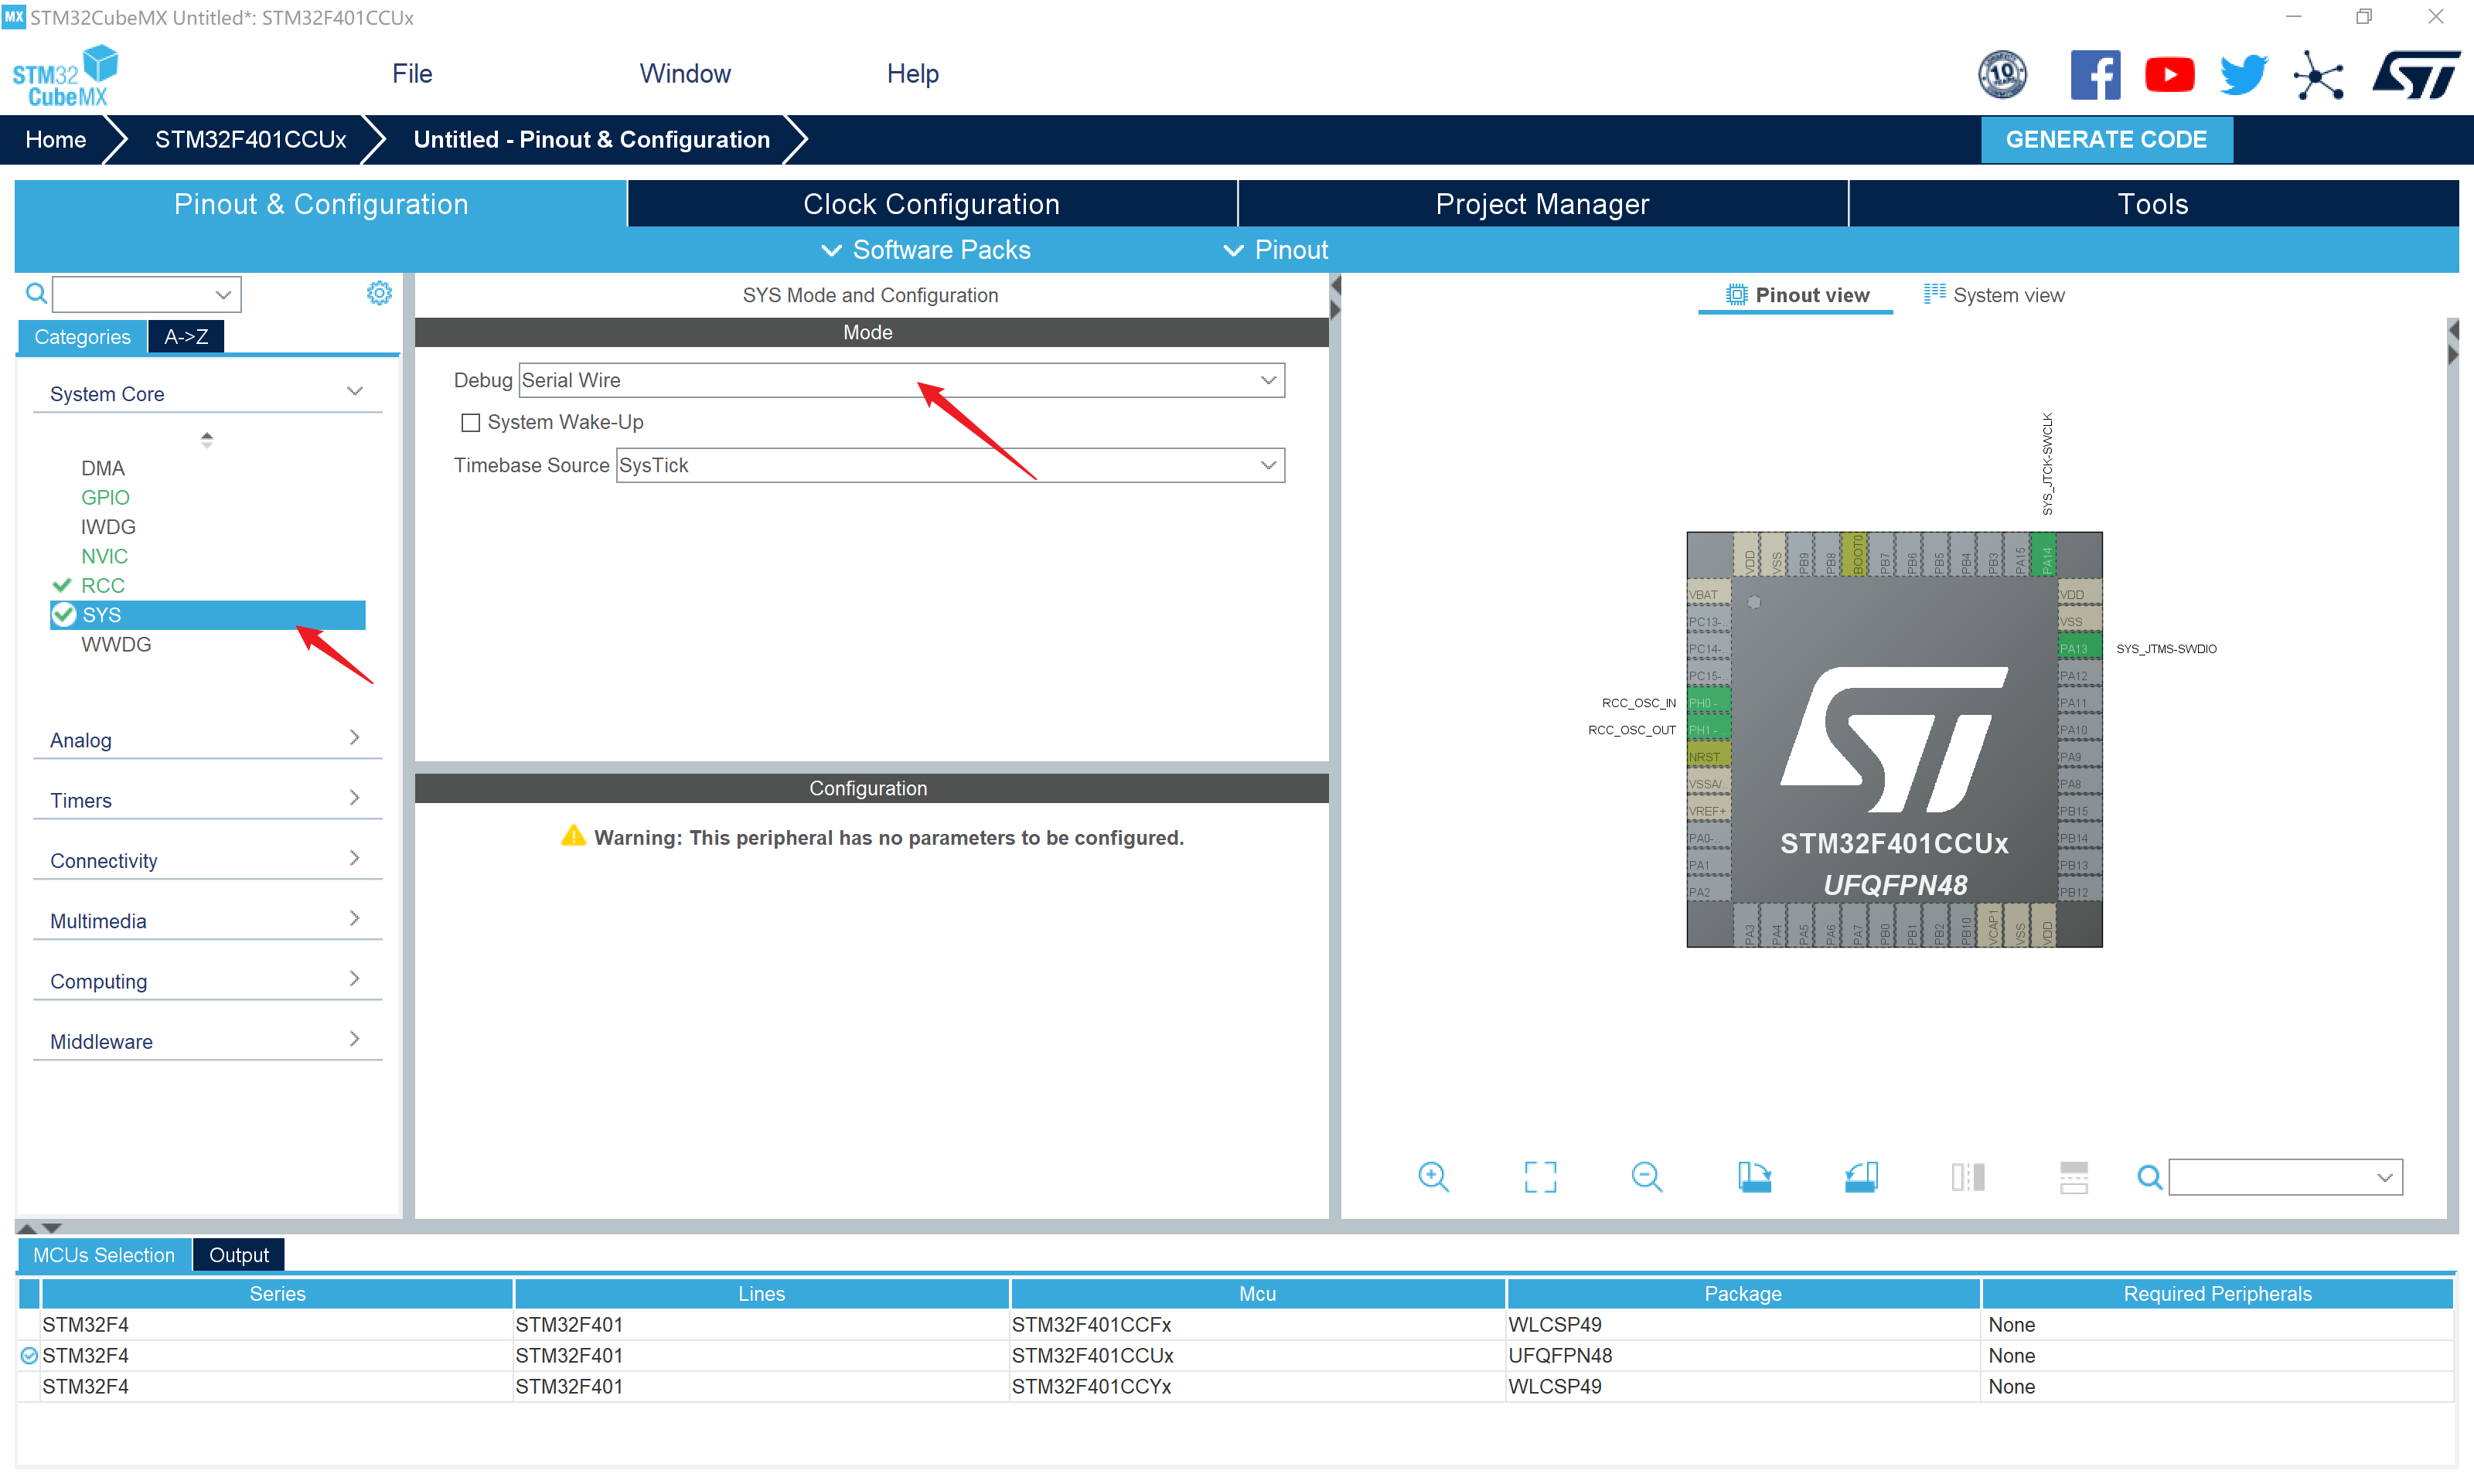 MX STM32CubeMX Untitled*: STM32F401CCUx
STM32
CubeMX
File Window Help
10 YEARS
Home STM32F401CCUx Untitled - Pinout & Configuration GENERATE CODE
Pinout & Configuration Clock Configuration Project Manager Tools
Software Packs Pinout
SYS Mode and Configuration
Pinout view System view
Categories A->Z
Mode
System Core
DMA
GPIO
IWDG
NVIC
RCC
SYS
WWDG
Analog
Timers
Connectivity
Multimedia
Computing
Middleware
Debug Serial Wire
System Wake-Up
Timebase Source SysTick
Configuration
Warning: This peripheral has no parameters to be configured.
SYS_JTCK-SWCLK
VDD VSS PB9 PB8 BOOT0 PB7 PB6 PB5 PB4 PB3 PA15 PA14
VBAT
PC13-..
PC14-..
PC15-..
RCC_OSC_IN PH0 -
RCC_OSC_OUT PH1 -
NRST
VSSA/..
VREF+
PA0-..
PA1
PA2
VDD
VSS
PA13 SYS_JTMS-SWDIO
PA12
PA11
PA10
PA9
PA8
PB15
PB14
PB13
PB12
ST
STM32F401CCUx
UFQFPN48
PA3 PA4 PA5 PA6 PA7 PB0 PB1 PB2 PB10 VCAP1 VSS VDD
MCUs Selection Output
Series Lines Mcu Package Required Peripherals
STM32F4 STM32F401 STM32F401CCFx WLCSP49 None
STM32F4 STM32F401 STM32F401CCUx UFQFPN48 None
STM32F4 STM32F401 STM32F401CCYx WLCSP49 None